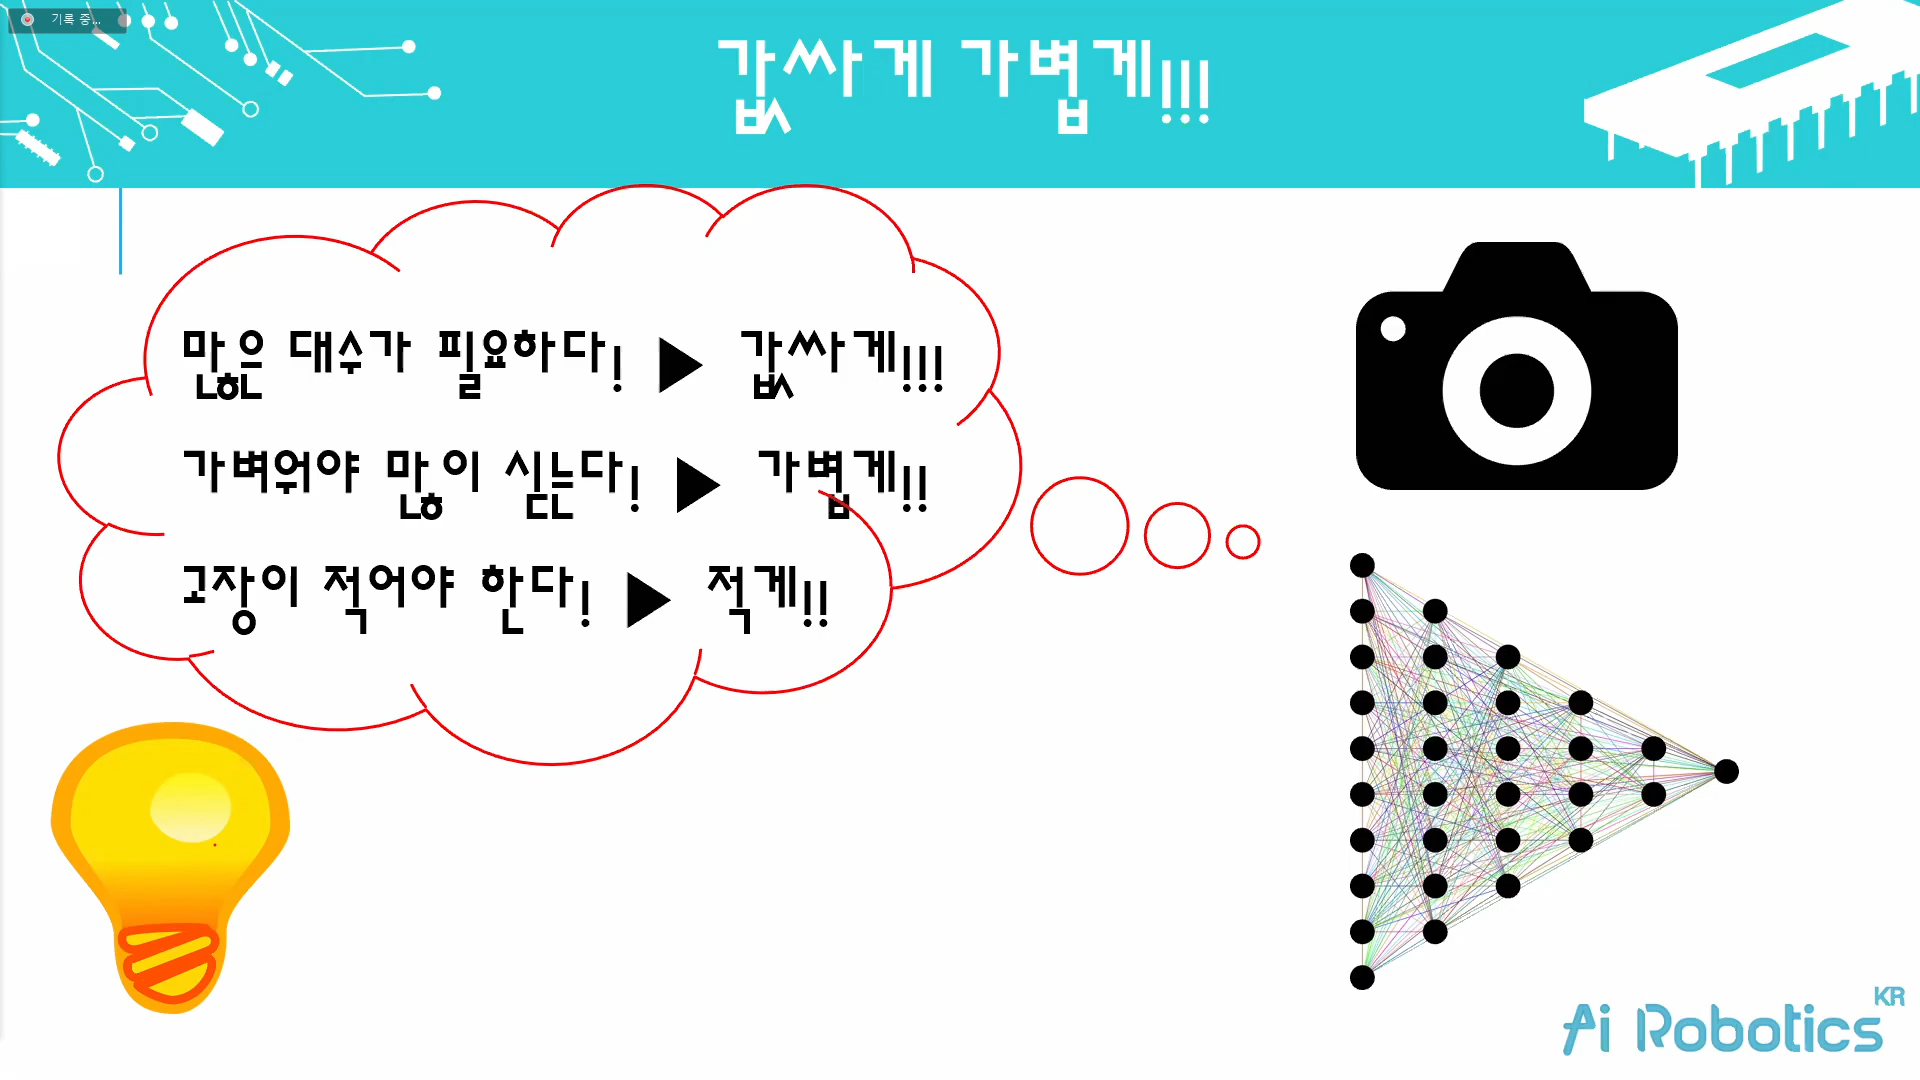 기록 중...
값싸게 가볍게!!!
많은 대수가 필요하다! ▶ 값싸게!!!
가벼워야 많이 싣는다! ▶ 가볍게!!
고장이 적어야 한다! ▶ 적게!!
Ai Robotics KR